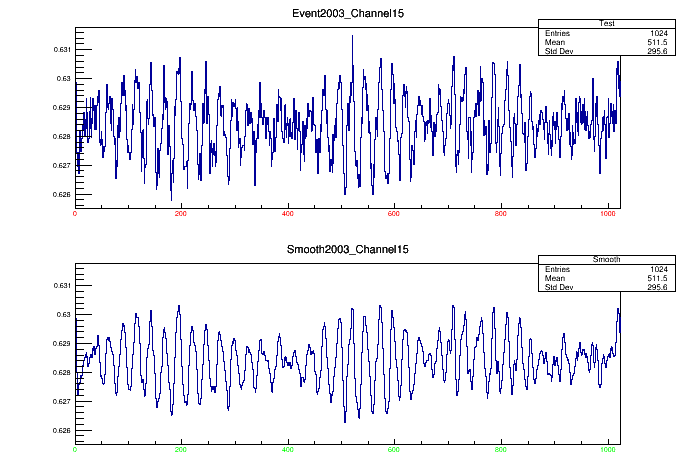 Event2003_Channel15
Test
Entries 1024
Mean 511.5
Std Dev 295.6
0.631
0.63
0.629
0.628
0.627
0.626
0 200 400 600 800 1000
Smooth2003_Channel15
Smooth
Entries 1024
Mean 511.5
Std Dev 295.6
0.631
0.63
0.629
0.628
0.627
0.626
0 200 400 600 800 1000